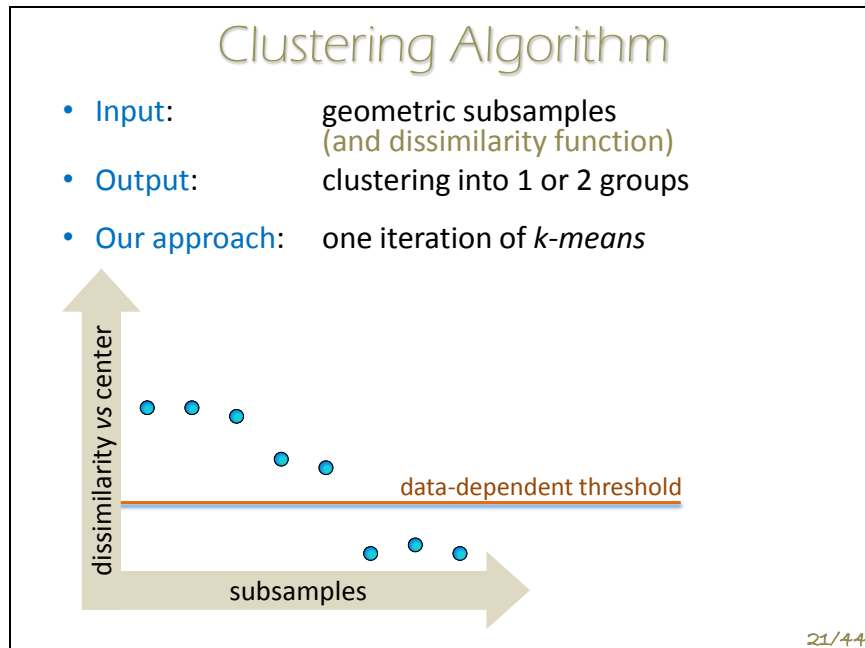 Clustering Algorithm
• Input: geometric subsamples
(and dissimilarity function)
• Output: clustering into 1 or 2 groups
• Our approach: one iteration of k-means
dissimilarity vs center
data-dependent threshold
subsamples
21/44